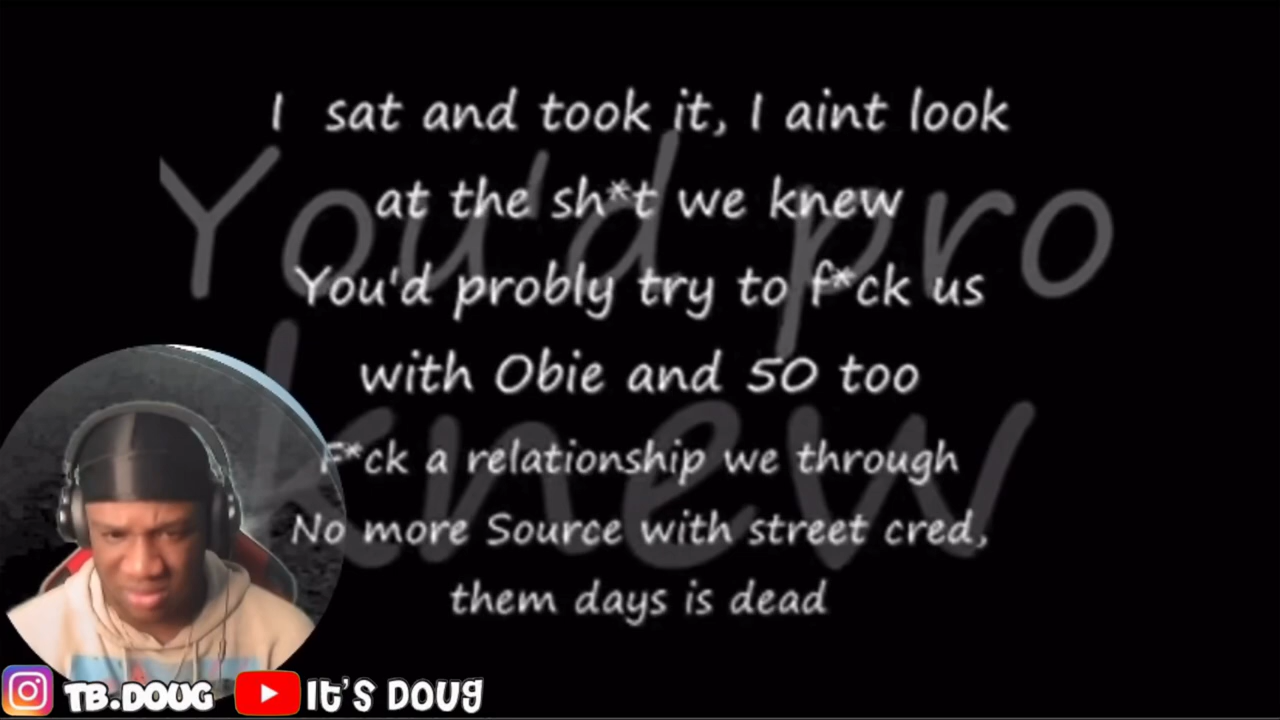 I sat and took it, I aint look
at the sh*t we knew
You'd probly try to f*ck us
with Obie and 50 too
F*ck a relationship we through
No more Source with street cred,
them days is dead
You'd pro
knew
TB.DOUG
IT'S DOUG